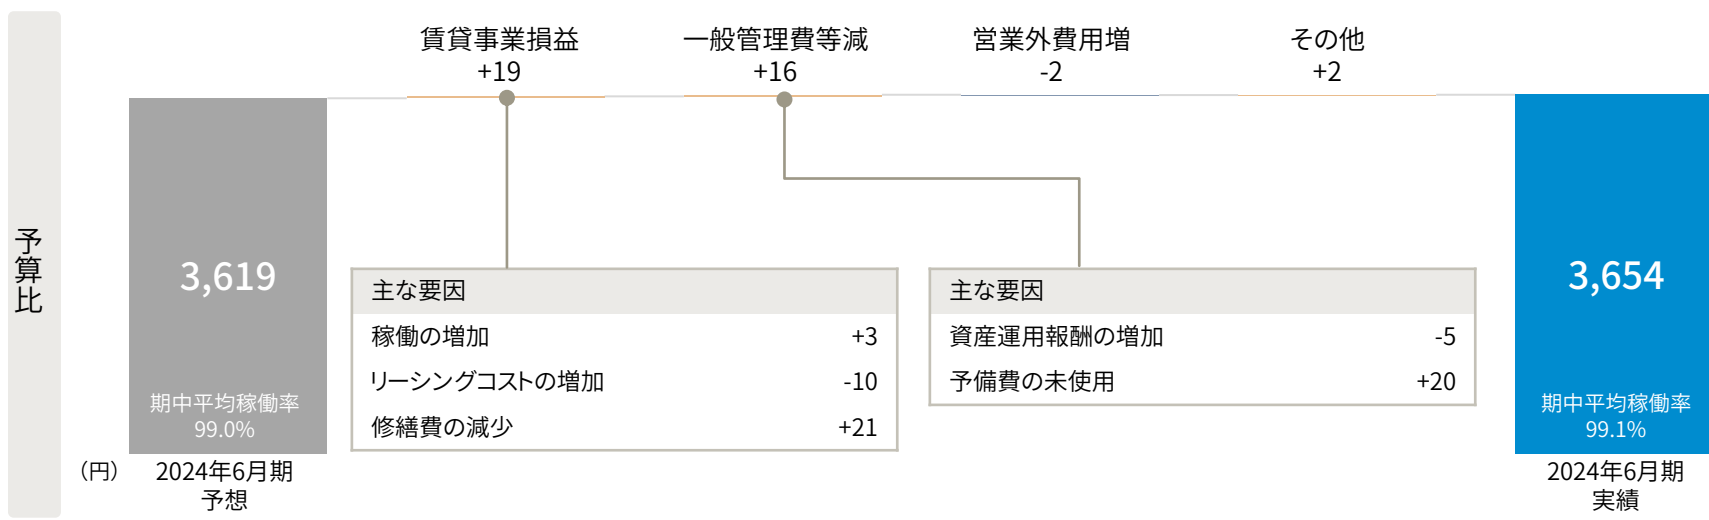 予算比
賃貸事業損益
+19
一般管理費等減
+16
営業外費用増
-2
その他
+2
3,619
期中平均稼働率
99.0%
（円）
2024年6月期
予想
主な要因
稼働の増加 +3
リーシングコストの増加 -10
修繕費の減少 +21
主な要因
資産運用報酬の増加 -5
予備費の未使用 +20
3,654
期中平均稼働率
99.1%
2024年6月期
実績